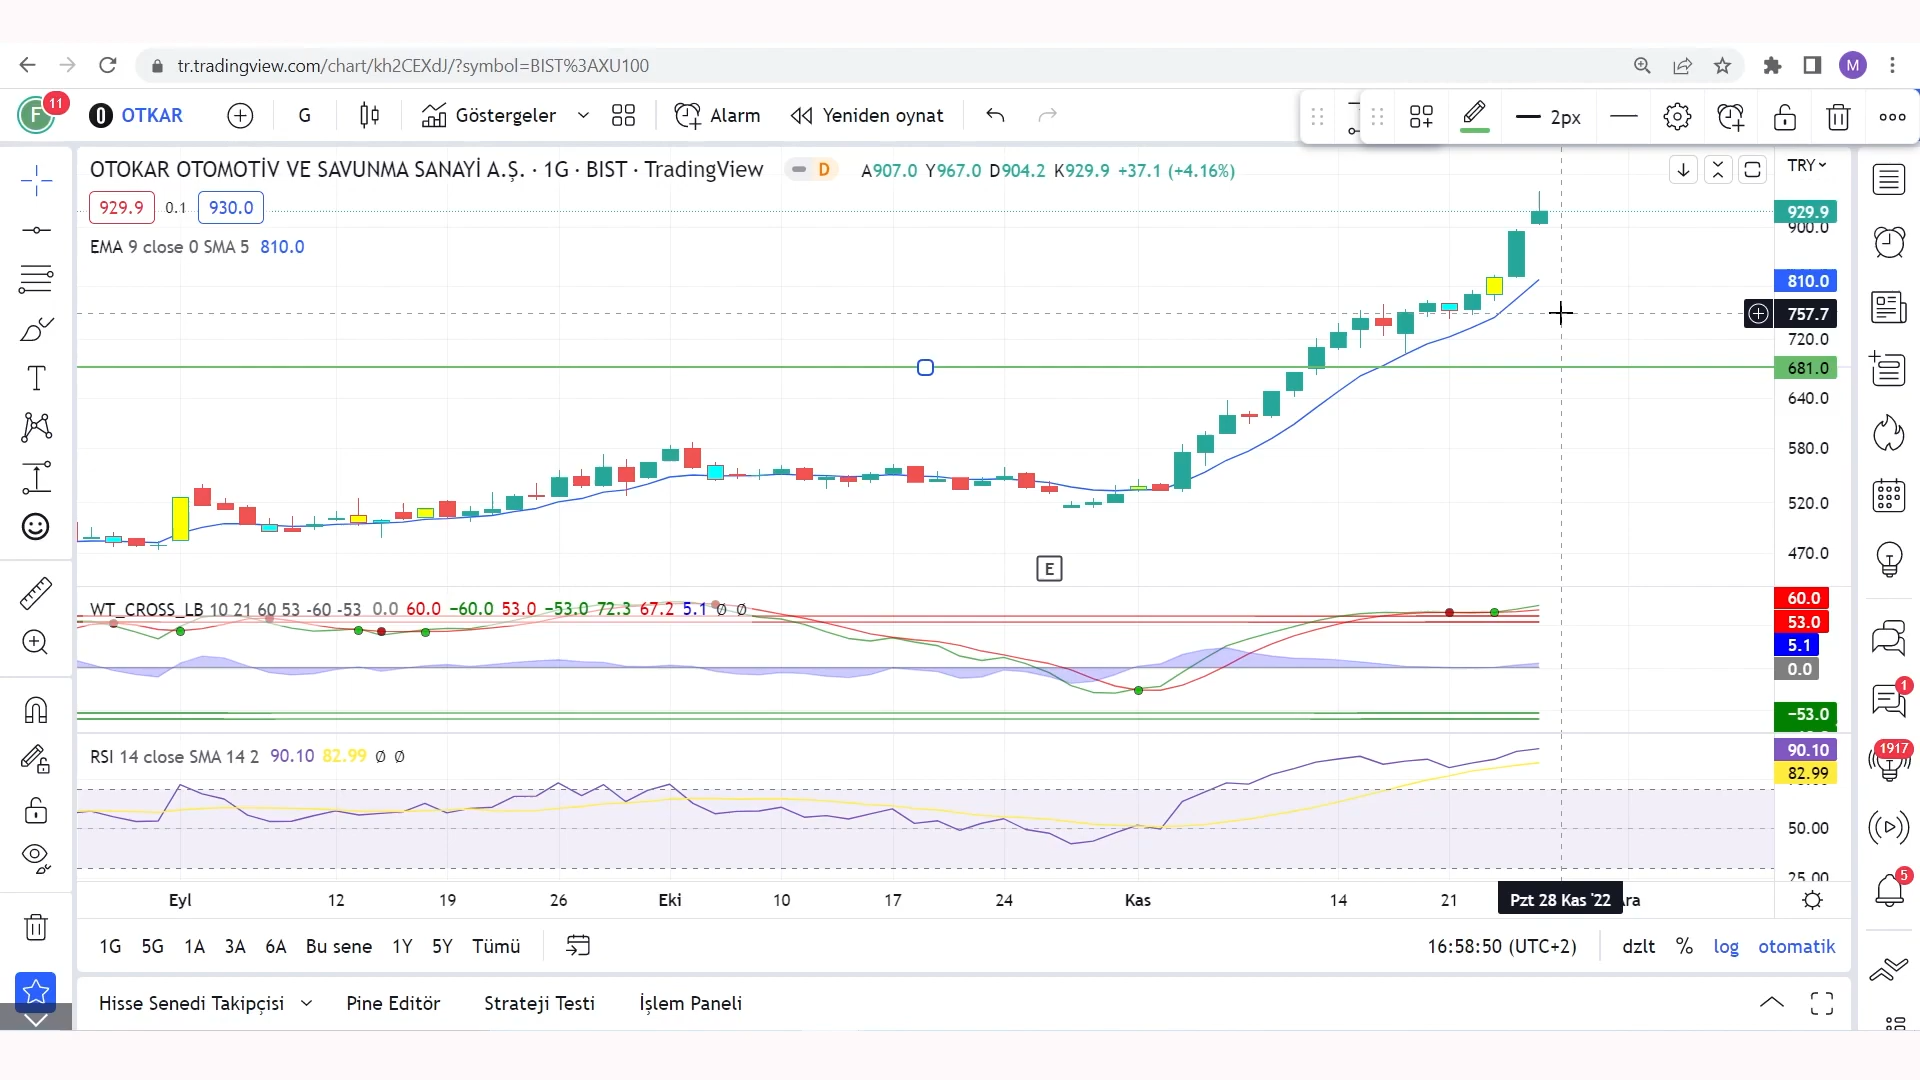 tr.tradingview.com/chart/kh2CEXdJ/?symbol=BIST%3AXU100
M
F 11 OTKAR G Göstergeler Alarm Yeniden oynat 2px
OTOKAR OTOMOTİV VE SAVUNMA SANAYİ A.Ş. · 1G · BIST · TradingView D A907.0 Y967.0 D904.2 K929.9 +37.1 (+4.16%) TRY
929.9 0.1 930.0
EMA 9 close 0 SMA 5 810.0
929.9
900.0
810.0
757.7
720.0
681.0
640.0
580.0
520.0
470.0
E
WT_CROSS_LB 10 21 60 53 -60 -53 0.0 60.0 −60.0 53.0 −53.0 72.3 67.2 5.1 ∅ ∅
60.0
53.0
5.1
0.0
−53.0
RSI 14 close SMA 14 2 90.10 82.99 ∅ ∅
90.10
82.99
50.00
25.00
Eyl 12 19 26 Eki 10 17 24 Kas 14 21 Pzt 28 Kas '22 ra
1G 5G 1A 3A 6A Bu sene 1Y 5Y Tümü 16:58:50 (UTC+2) dzlt % log otomatik
Hisse Senedi Takipçisi Pine Editör Strateji Testi İşlem Paneli
1
1917
5